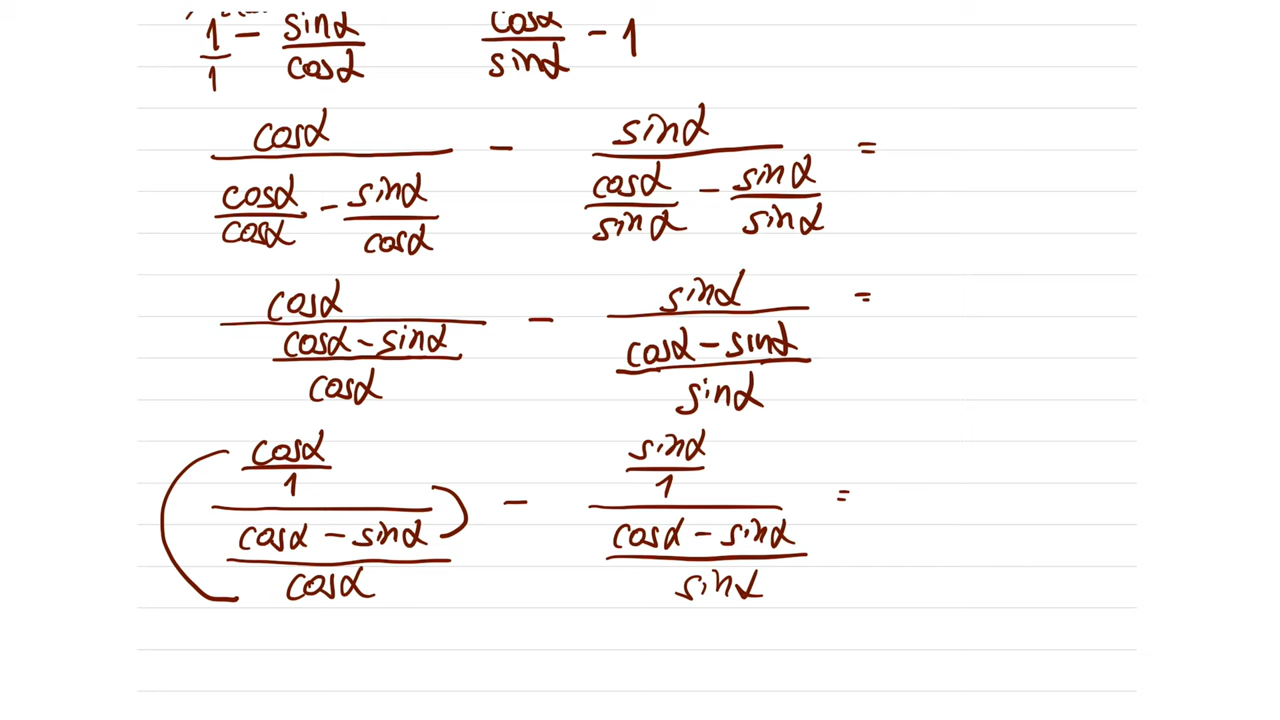 1/1 - sinα/cosα cosα/sinα - 1
cosα/(cosα/cosα - sinα/cosα) - sinα/(cosα/sinα - sinα/sinα) =
cosα/((cosα - sinα)/cosα) - sinα/((cosα - sinα)/sinα) =
(cosα/1)/((cosα - sinα)/cosα) - (sinα/1)/((cosα - sinα)/sinα) =